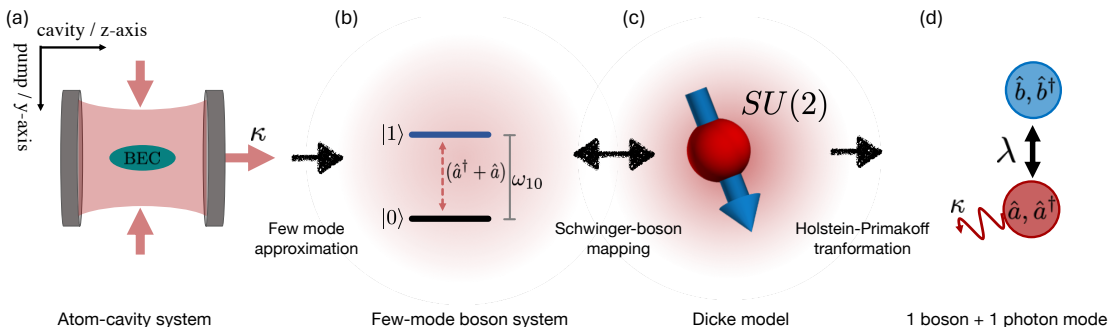 (a)
cavity / z-axis
pump / y-axis
BEC
κ
Few mode
approximation
Atom-cavity system
(b)
|1⟩
(â† + â)
ω₁₀
|0⟩
Few-mode boson system
Schwinger-boson
mapping
(c)
SU(2)
Dicke model
Holstein-Primakoff
tranformation
(d)
b̂, b̂†
λ
κ
â, â†
1 boson + 1 photon mode